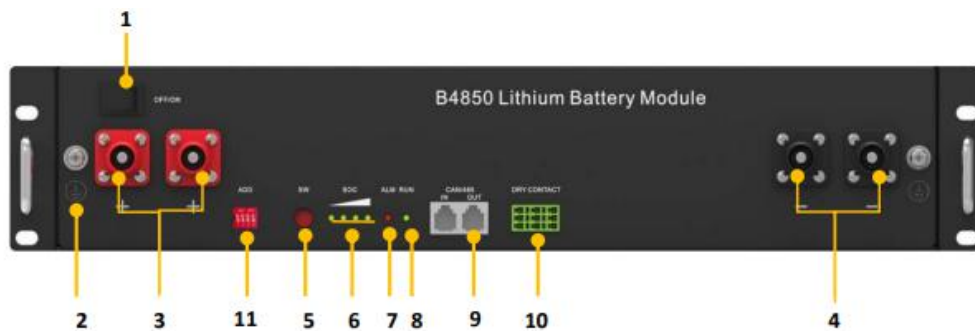 1
OFF/ON
B4850 Lithium Battery Module
+ +
- -
ADD SW SOC ALM RUN CAN/485 DRY CONTACT
IN OUT
2 3 11 5 6 7 8 9 10 4